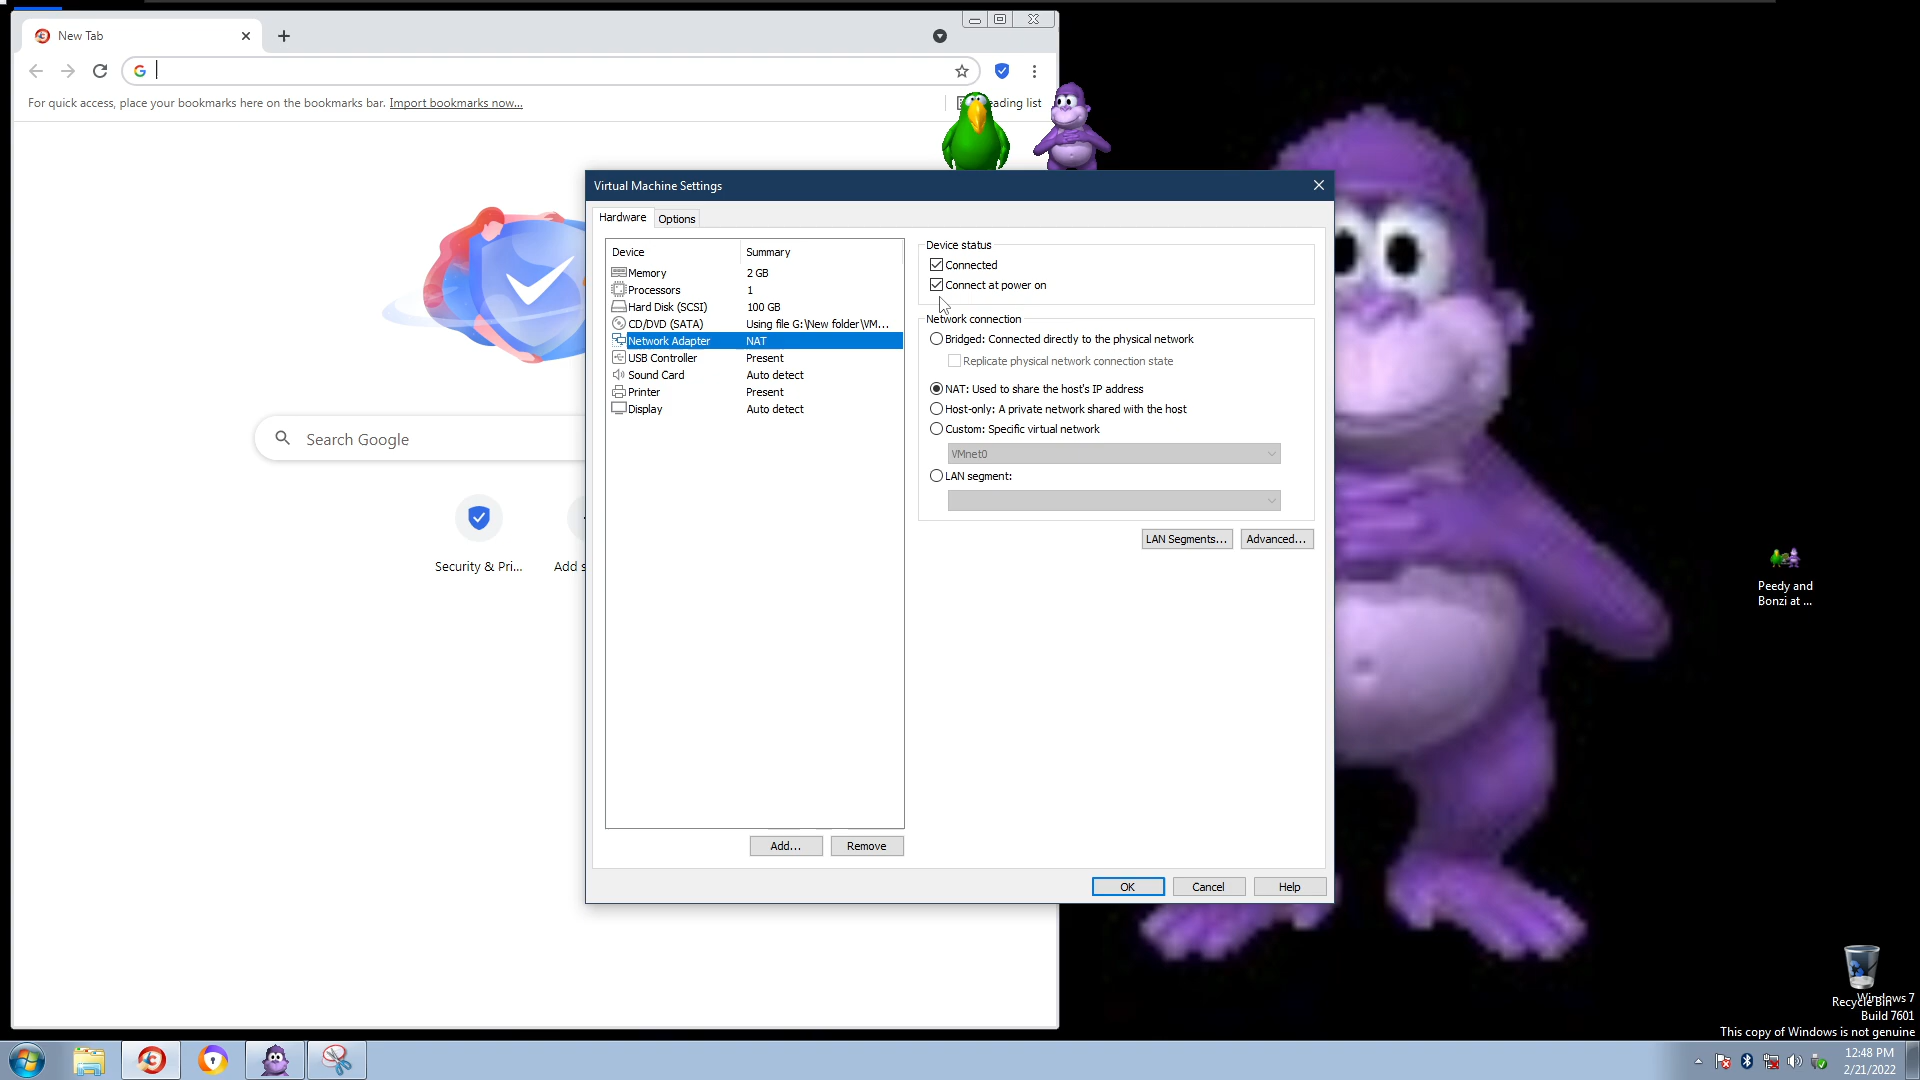 New Tab
For quick access, place your bookmarks here on the bookmarks bar. Import bookmarks now...
eading list
Virtual Machine Settings
Hardware
Options
Device Summary
Memory 2 GB
Processors 1
Hard Disk (SCSI) 100 GB
CD/DVD (SATA) Using file G:\New folder\VM...
Network Adapter NAT
USB Controller Present
Sound Card Auto detect
Printer Present
Display Auto detect
Add...
Remove
Device status
Connected
Connect at power on
Network connection
Bridged: Connected directly to the physical network
Replicate physical network connection state
NAT: Used to share the host's IP address
Host-only: A private network shared with the host
Custom: Specific virtual network
VMnet0
LAN segment:
LAN Segments...
Advanced...
OK
Cancel
Help
Search Google
Security & Pri...
Add s
Peedy and
Bonzi at ...
Recycle Bin
Windows 7
Build 7601
This copy of Windows is not genuine
12:48 PM
2/21/2022